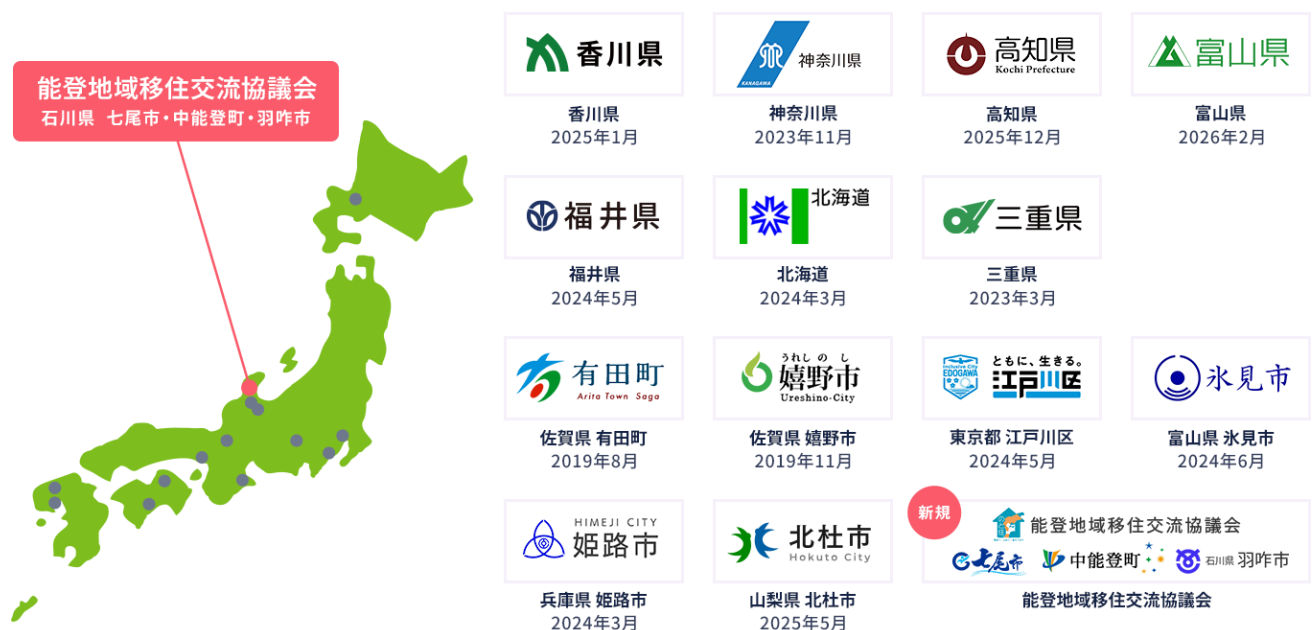 能登地域移住交流協議会
石川県 七尾市・中能登町・羽咋市
香川県
香川県
2025年1月
KANAGAWA
神奈川県
神奈川県
2023年11月
高知県
Kochi Prefecture
高知県
2025年12月
富山県
富山県
2026年2月
福井県
福井県
2024年5月
北海道
北海道
2024年3月
三重県
三重県
2023年3月
有田町
Arita Town Saga
佐賀県 有田町
2019年8月
うれしのし
嬉野市
Ureshino-City
佐賀県 嬉野市
2019年11月
Inclusive City
EDOGAWA
ともに、生きる。
江戸川区
東京都 江戸川区
2024年5月
氷見市
富山県 氷見市
2024年6月
HIMEJI CITY
姫路市
兵庫県 姫路市
2024年3月
北杜市
Hokuto City
山梨県 北杜市
2025年5月
新規
能登地域移住交流協議会
七尾市
中能登町
石川県 羽咋市
能登地域移住交流協議会